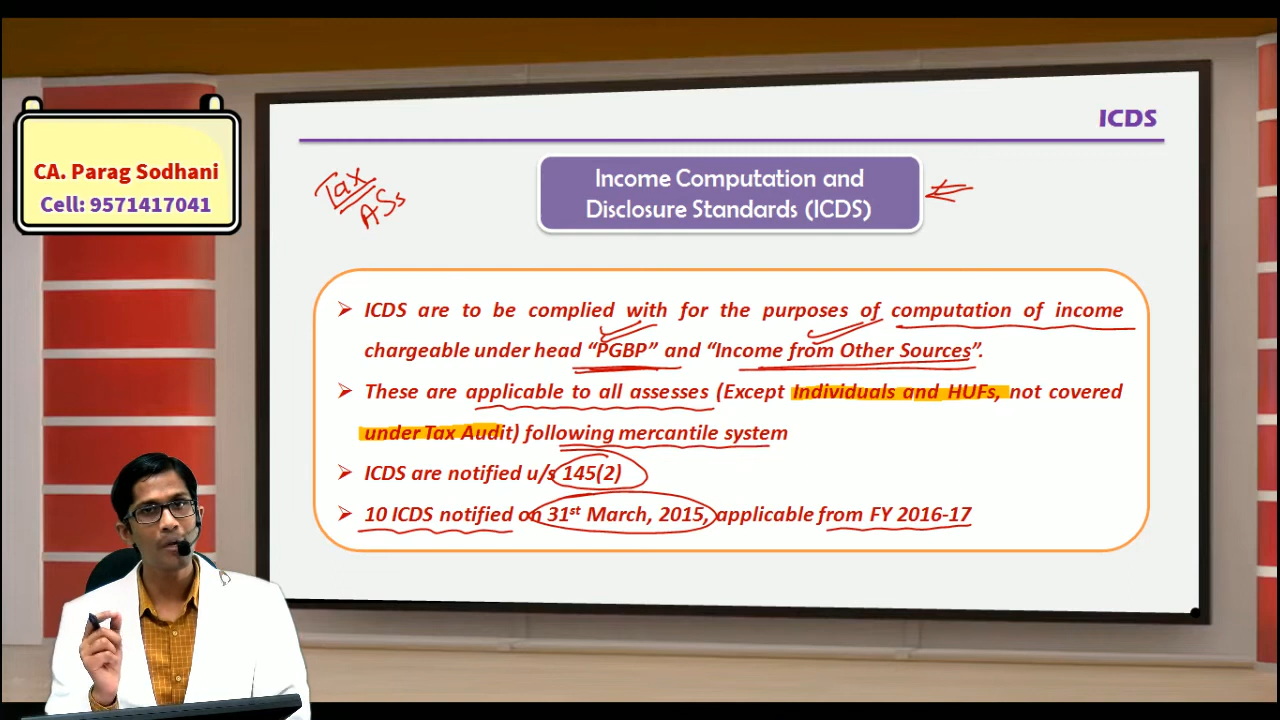 CA. Parag Sodhani
Cell: 9571417041
ICDS
Tax
ASs
Income Computation and
Disclosure Standards (ICDS)
➢ ICDS are to be complied with for the purposes of computation of income
chargeable under head “PGBP” and “Income from Other Sources”.
➢ These are applicable to all assesses (Except Individuals and HUFs, not covered
under Tax Audit) following mercantile system
➢ ICDS are notified u/s 145(2)
➢ 10 ICDS notified on 31st March, 2015, applicable from FY 2016-17